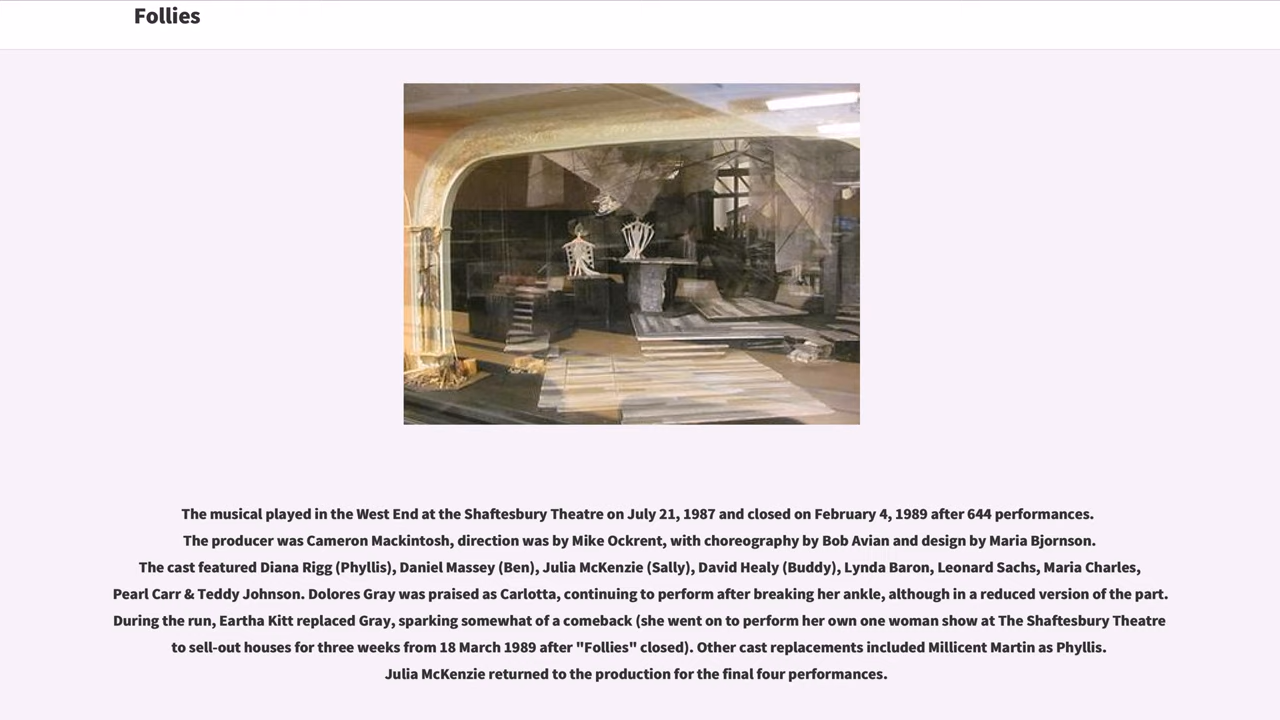 Follies
The musical played in the West End at the Shaftesbury Theatre on July 21, 1987 and closed on February 4, 1989 after 644 performances.
The producer was Cameron Mackintosh, direction was by Mike Ockrent, with choreography by Bob Avian and design by Maria Bjornson.
The cast featured Diana Rigg (Phyllis), Daniel Massey (Ben), Julia McKenzie (Sally), David Healy (Buddy), Lynda Baron, Leonard Sachs, Maria Charles,
Pearl Carr & Teddy Johnson. Dolores Gray was praised as Carlotta, continuing to perform after breaking her ankle, although in a reduced version of the part.
During the run, Eartha Kitt replaced Gray, sparking somewhat of a comeback (she went on to perform her own one woman show at The Shaftesbury Theatre
to sell-out houses for three weeks from 18 March 1989 after "Follies" closed). Other cast replacements included Millicent Martin as Phyllis.
Julia McKenzie returned to the production for the final four performances.